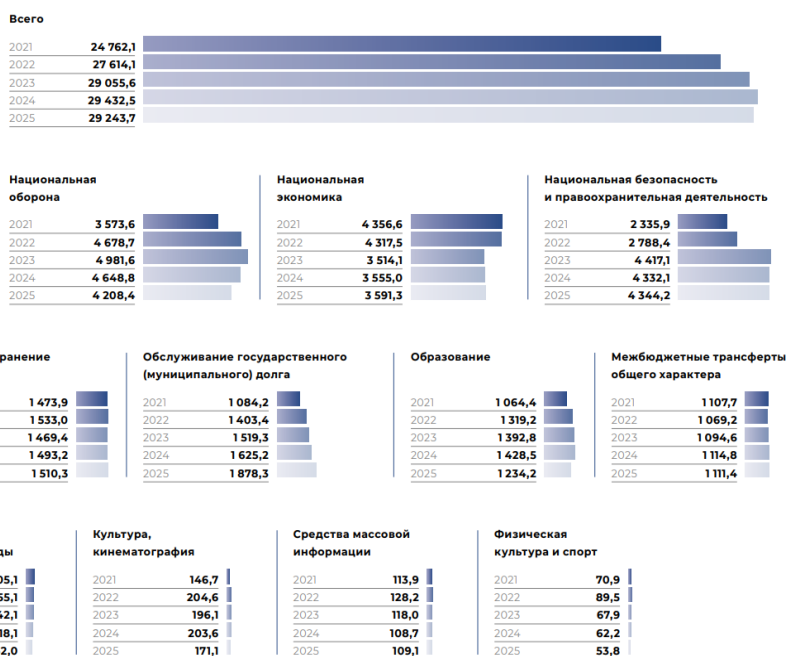 Всего
2021 24 762,1
2022 27 614,1
2023 29 055,6
2024 29 432,5
2025 29 243,7
Национальная
оборона
2021 3 573,6
2022 4 678,7
2023 4 981,6
2024 4 648,8
2025 4 208,4
Национальная
экономика
2021 4 356,6
2022 4 317,5
2023 3 514,1
2024 3 555,0
2025 3 591,3
Национальная безопасность
и правоохранительная деятельность
2021 2 335,9
2022 2 788,4
2023 4 417,1
2024 4 332,1
2025 4 344,2
ранение
1 473,9
1 533,0
1 469,4
1 493,2
1 510,3
Обслуживание государственного
(муниципального) долга
2021 1 084,2
2022 1 403,4
2023 1 519,3
2024 1 625,2
2025 1 878,3
Образование
2021 1 064,4
2022 1 319,2
2023 1 392,8
2024 1 428,5
2025 1 234,2
Межбюджетные трансферты
общего характера
2021 1 107,7
2022 1 069,2
2023 1 094,6
2024 1 114,8
2025 1 111,4
ды
05,1
55,1
42,1
18,1
2,0
Культура,
кинематография
2021 146,7
2022 204,6
2023 196,1
2024 203,6
2025 171,1
Средства массовой
информации
2021 113,9
2022 128,2
2023 118,0
2024 108,7
2025 109,1
Физическая
культура и спорт
2021 70,9
2022 89,5
2023 67,9
2024 62,2
2025 53,8